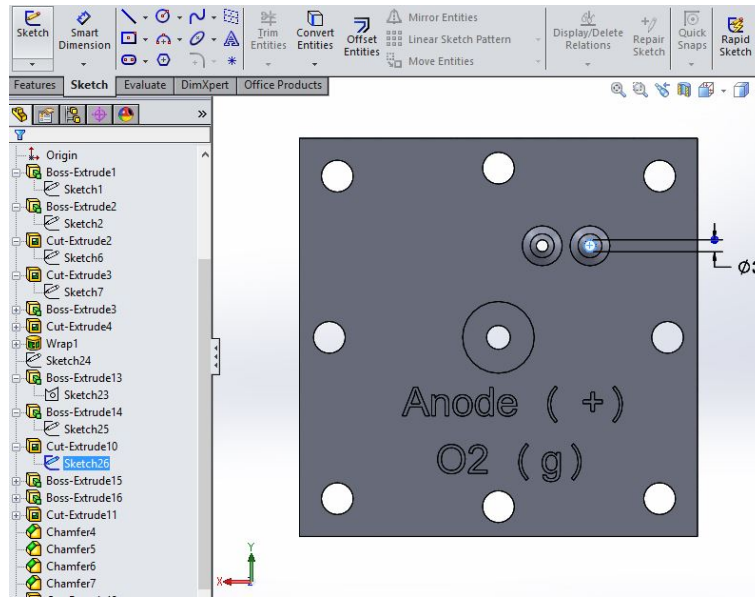 Sketch
Smart Dimension
Trim Entities
Convert Entities
Offset Entities
Mirror Entities
Linear Sketch Pattern
Move Entities
Display/Delete Relations
Repair Sketch
Quick Snaps
Rapid Sketch
Features Sketch Evaluate DimXpert Office Products
Origin
Boss-Extrude1
Sketch1
Boss-Extrude2
Sketch2
Cut-Extrude2
Sketch6
Cut-Extrude3
Sketch7
Boss-Extrude3
Cut-Extrude4
Wrap1
Sketch24
Boss-Extrude13
Sketch23
Boss-Extrude14
Sketch25
Cut-Extrude10
Sketch26
Boss-Extrude15
Boss-Extrude16
Cut-Extrude11
Chamfer4
Chamfer5
Chamfer6
Chamfer7
Anode ( + )
O2 ( g )
Y
X